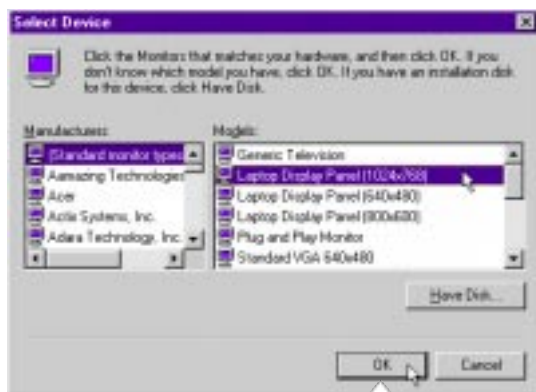 Select Device
Click the Monitors that matches your hardware, and then click OK. If you
don't know which model you have, click OK. If you have an installation disk
for this device, click Have Disk.
Manufacturers:
Models:
(Standard monitor types
Aamazing Technologies
Acer
Actix Systems, Inc.
Adara Technology, Inc.
Generic Television
Laptop Display Panel (1024x768)
Laptop Display Panel (640x480)
Laptop Display Panel (800x600)
Plug and Play Monitor
Standard VGA 640x480
Have Disk...
OK
Cancel